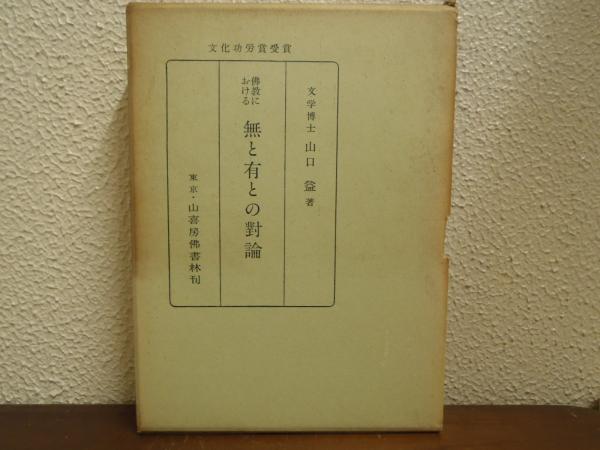 文化功労賞受賞
文学博士 山口 益 著
佛教に
おける
無と有との對論
東京・山喜房佛書林刊